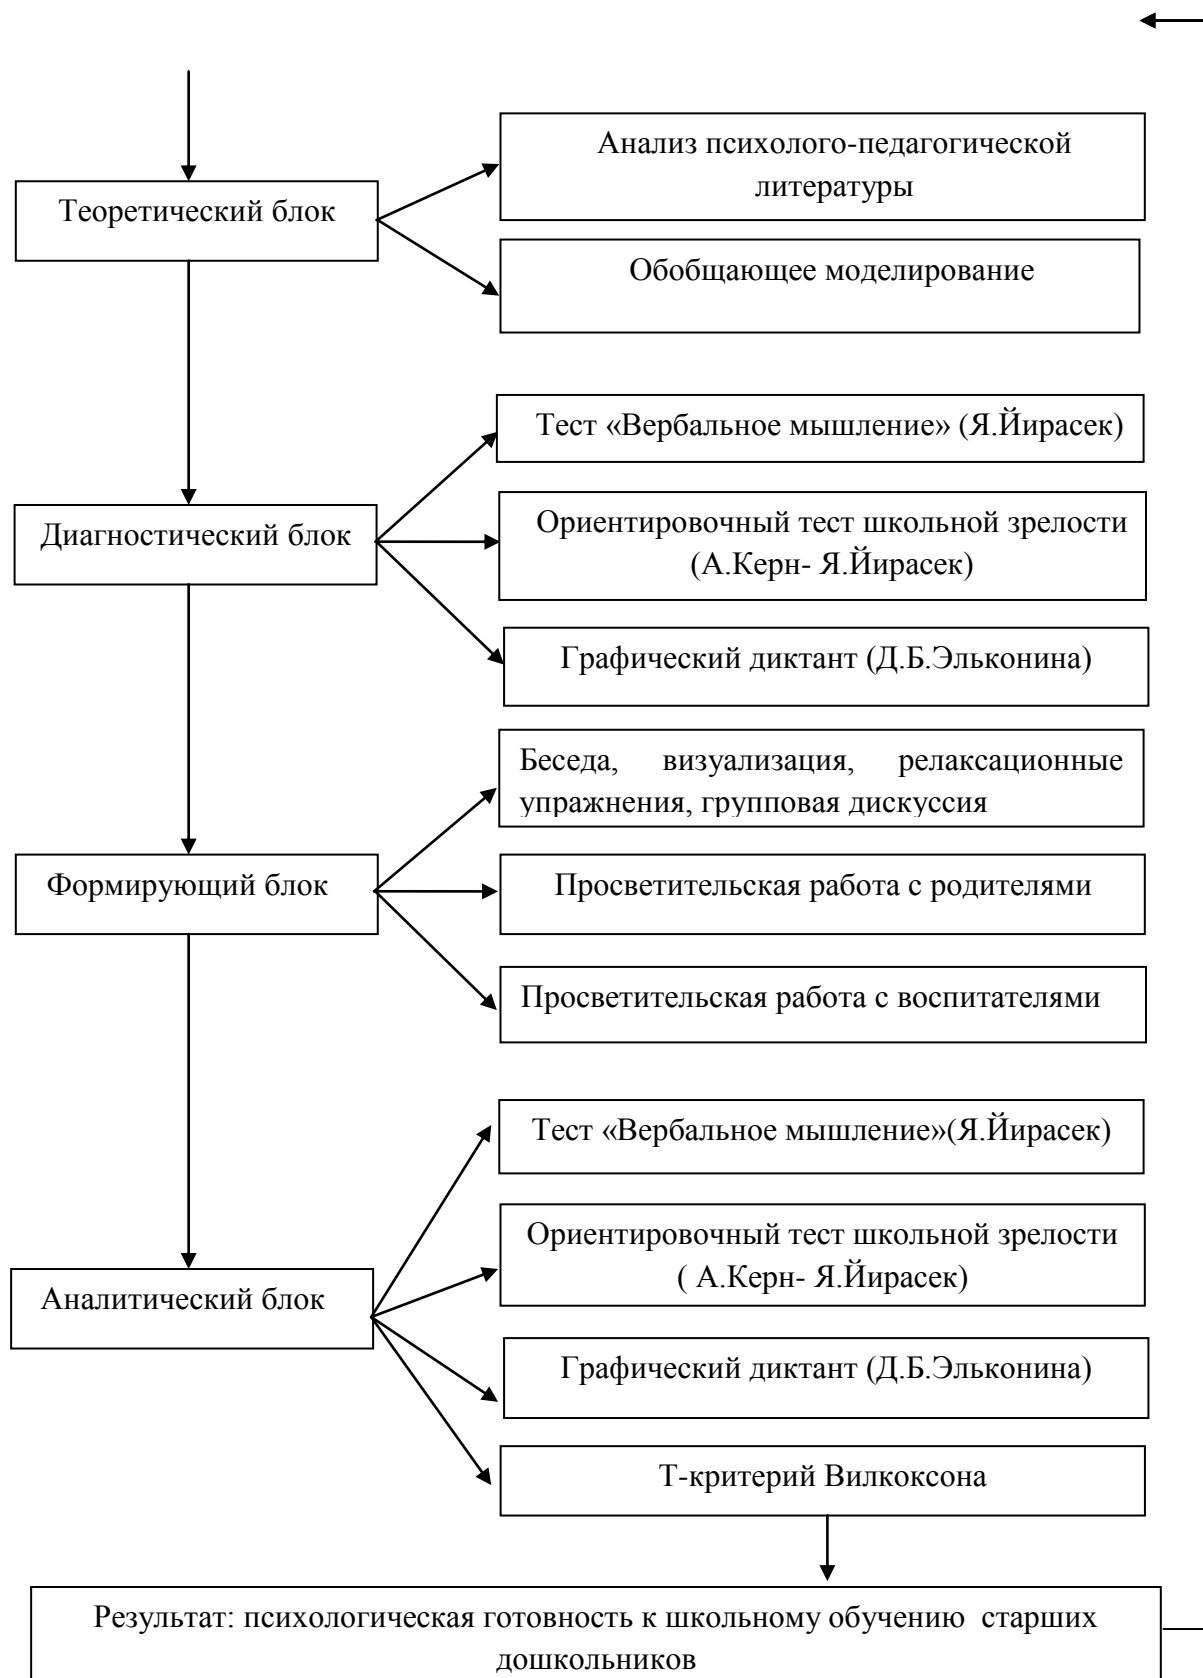 Анализ психолого-педагогической
литературы
Теоретический блок
Обобщающее моделирование
Тест «Вербальное мышление» (Я.Йирасек)
Ориентировочный тест школьной зрелости
(А.Керн- Я.Йирасек)
Диагностический блок
Графический диктант (Д.Б.Эльконина)
Беседа, визуализация, релаксационные
упражнения, групповая дискуссия
Формирующий блок
Просветительская работа с родителями
Просветительская работа с воспитателями
Тест «Вербальное мышление»(Я.Йирасек)
Ориентировочный тест школьной зрелости
( А.Керн- Я.Йирасек)
Аналитический блок
Графический диктант (Д.Б.Эльконина)
Т-критерий Вилкоксона
Результат: психологическая готовность к школьному обучению старших
дошкольников